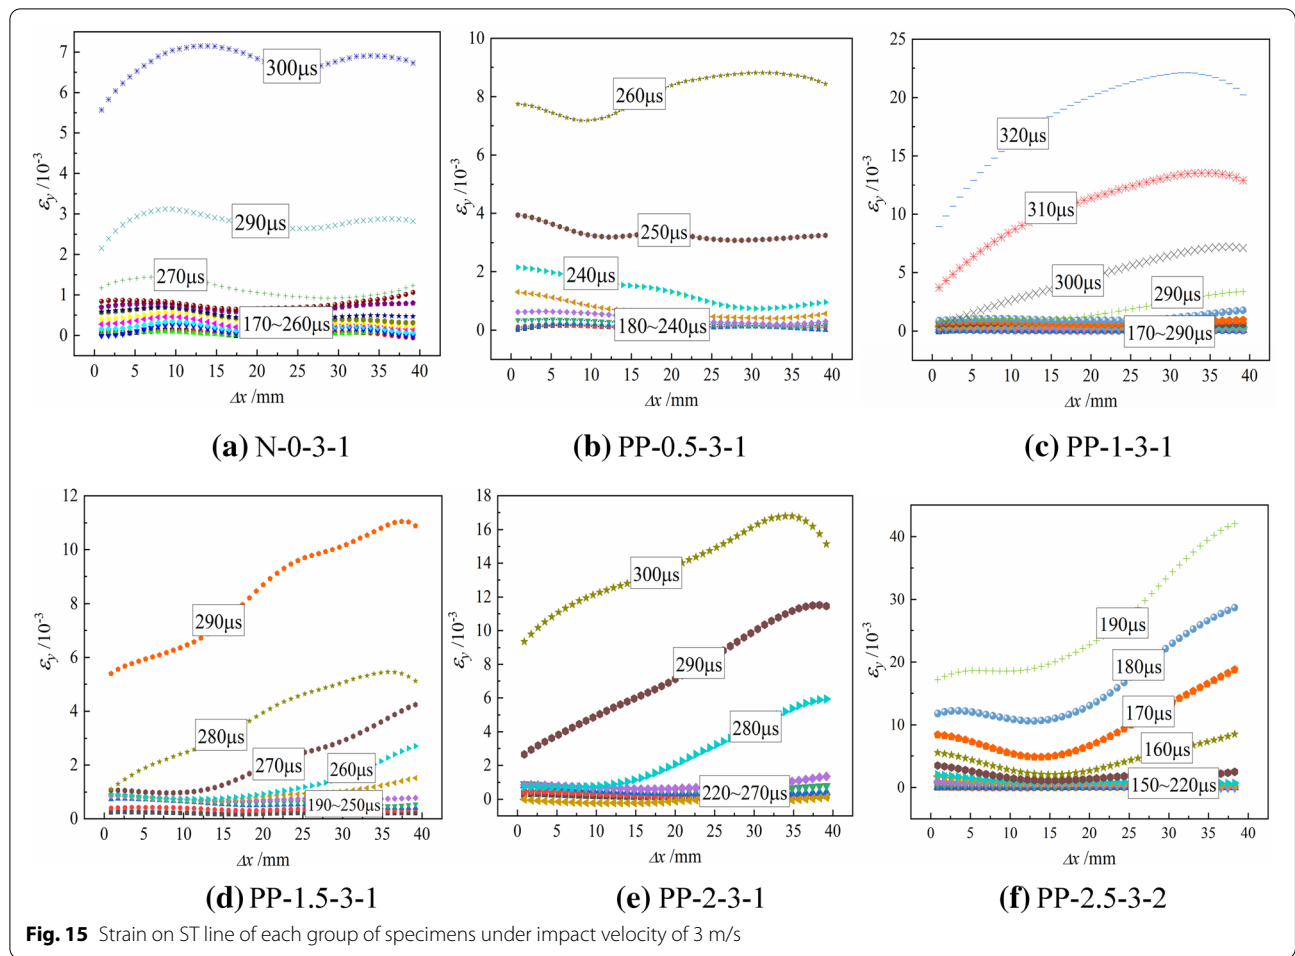 7
6
5
4
3
2
1
0
εy /10-3
300μs
290μs
270μs
170~260μs
0 5 10 15 20 25 30 35 40
Δx /mm
(a) N-0-3-1
10
8
6
4
2
0
εy /10-3
260μs
250μs
240μs
180~240μs
0 5 10 15 20 25 30 35 40
Δx /mm
(b) PP-0.5-3-1
25
20
15
10
5
0
εy /10-3
320μs
310μs
300μs
290μs
170~290μs
0 5 10 15 20 25 30 35 40
Δx /mm
(c) PP-1-3-1
12
10
8
6
4
2
0
εy /10-3
290μs
280μs
270μs
260μs
190~250μs
0 5 10 15 20 25 30 35 40
Δx /mm
(d) PP-1.5-3-1
18
16
14
12
10
8
6
4
2
0
εy /10-3
300μs
290μs
280μs
220~270μs
0 5 10 15 20 25 30 35 40
Δx /mm
(e) PP-2-3-1
40
30
20
10
0
εy /10-3
190μs
180μs
170μs
160μs
150~220μs
0 5 10 15 20 25 30 35 40
Δx /mm
(f) PP-2.5-3-2
Fig. 15 Strain on ST line of each group of specimens under impact velocity of 3 m/s